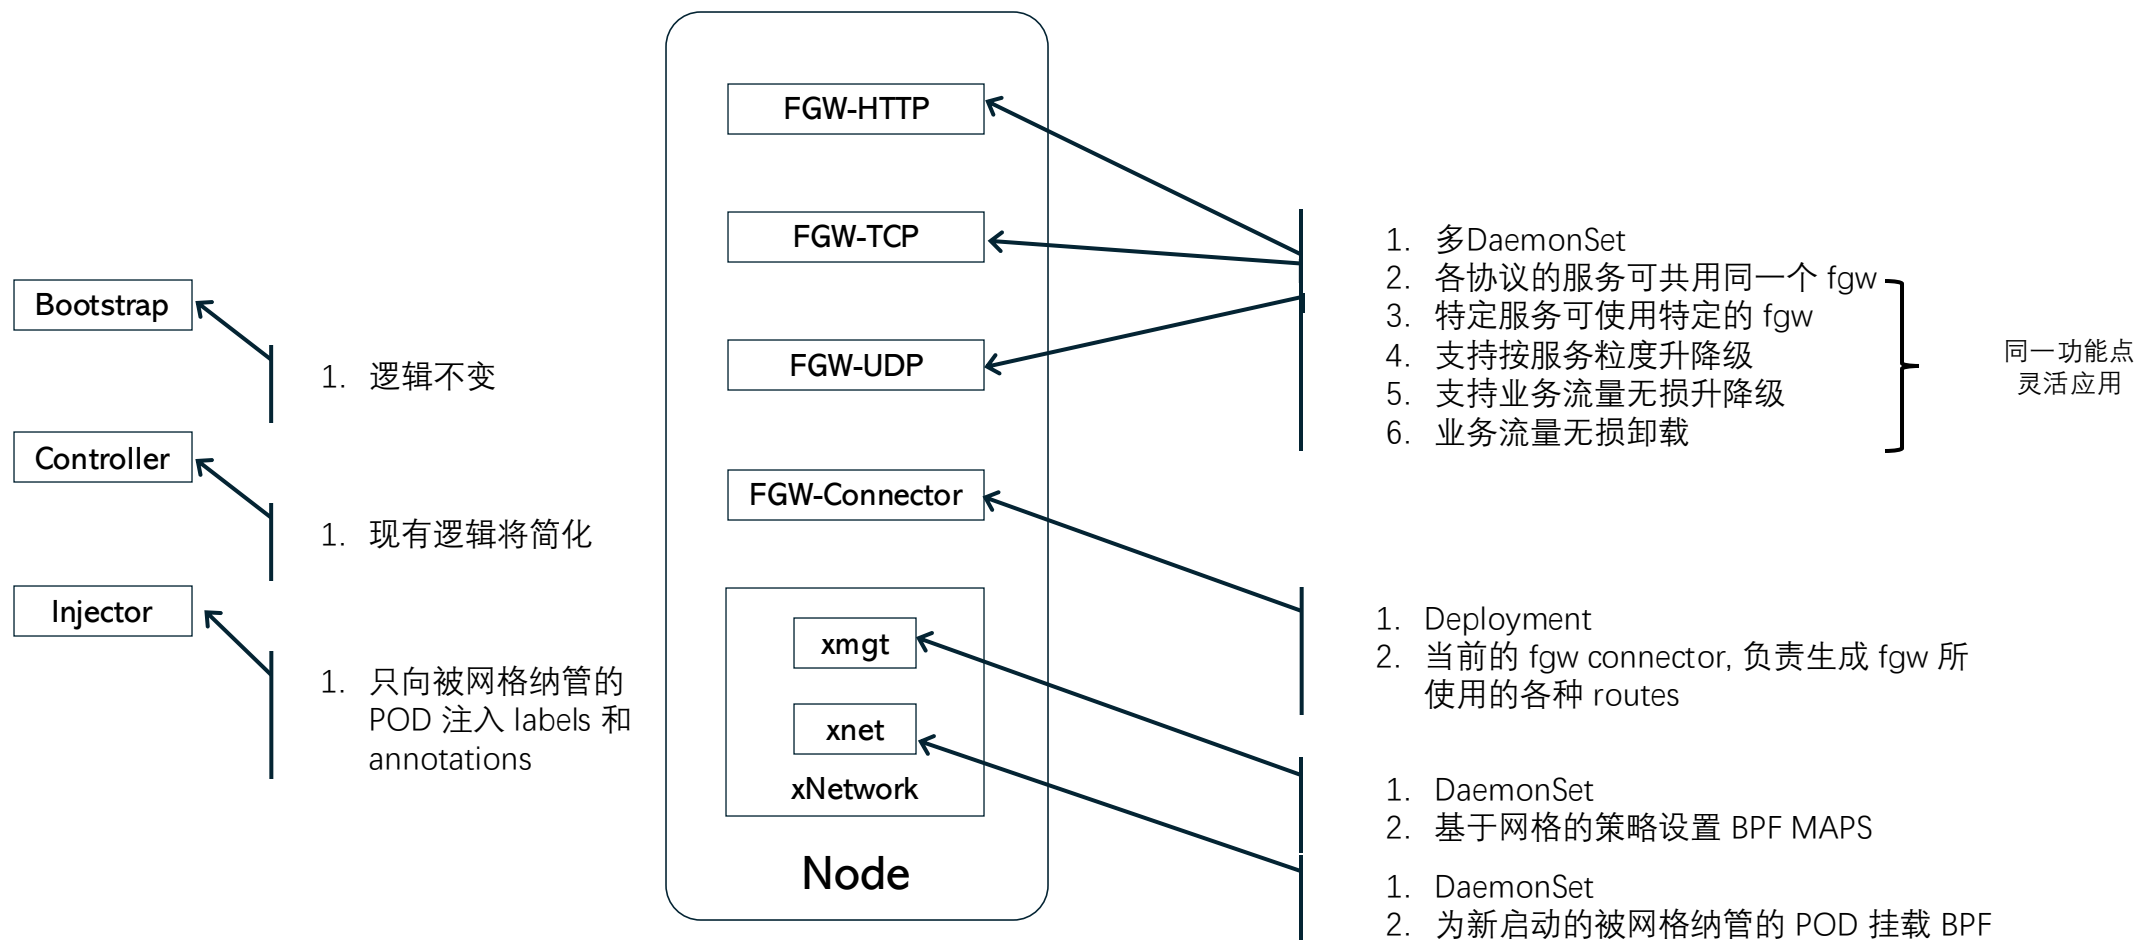 Bootstrap
1. 逻辑不变
Controller
1. 现有逻辑将简化
Injector
1. 只向被网格纳管的
POD 注入 labels 和
annotations
FGW-HTTP
FGW-TCP
FGW-UDP
FGW-Connector
xmgt
xnet
xNetwork
Node
1. 多DaemonSet
2. 各协议的服务可共用同一个 fgw
3. 特定服务可使用特定的 fgw
4. 支持按服务粒度升降级
5. 支持业务流量无损升降级
6. 业务流量无损卸载
同一功能点
灵活应用
1. Deployment
2. 当前的 fgw connector, 负责生成 fgw 所
使用的各种 routes
1. DaemonSet
2. 基于网格的策略设置 BPF MAPS
1. DaemonSet
2. 为新启动的被网格纳管的 POD 挂载 BPF